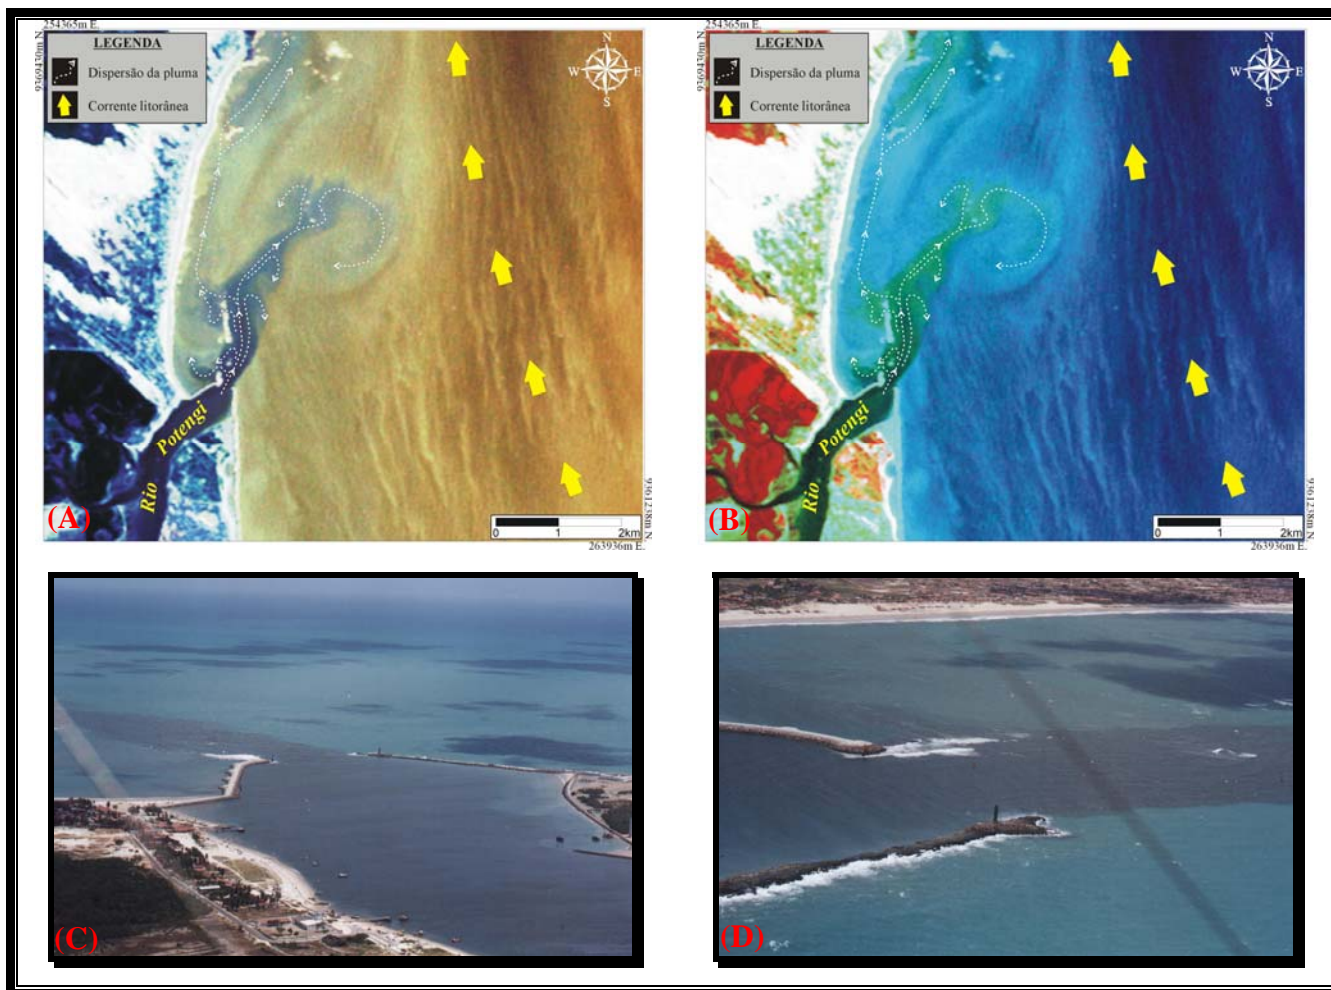 254365m E.
9369430m N.
LEGENDA
Dispersão da pluma
Corrente litorânea
N
W E
S
Rio Potengi
(A)
0 1 2km
9361238m N.
263936m E.
254365m E.
9369430m N.
LEGENDA
Dispersão da pluma
Corrente litorânea
N
W E
S
Rio Potengi
(B)
0 1 2km
9361238m N.
263936m E.
(C)
(D)